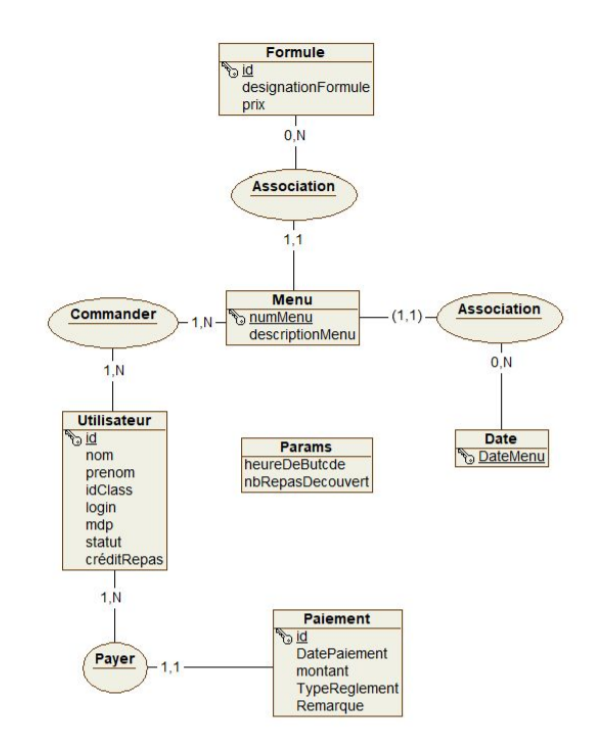 Formule
id
designationFormule
prix
0,N
Association
1,1
Menu
numMenu
descriptionMenu
Commander
1,N
(1,1)
Association
1,N
0,N
Utilisateur
id
nom
prenom
idClass
login
mdp
statut
créditRepas
Params
heureDeButcde
nbRepasDecouvert
Date
DateMenu
1,N
Payer
1,1
Paiement
id
DatePaiement
montant
TypeReglement
Remarque